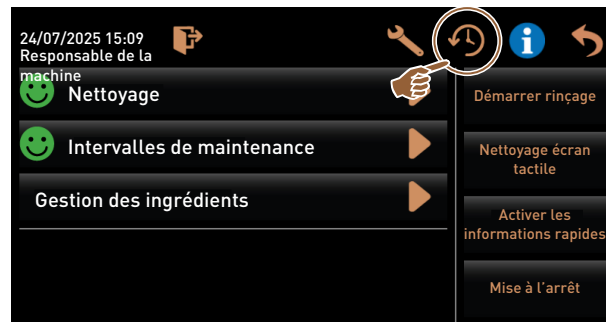 24/07/2025 15:09
Responsable de la
machine
Nettoyage
Intervalles de maintenance
Gestion des ingrédients
Démarrer rinçage
Nettoyage écran
tactile
Activer les
informations rapides
Mise à l'arrêt